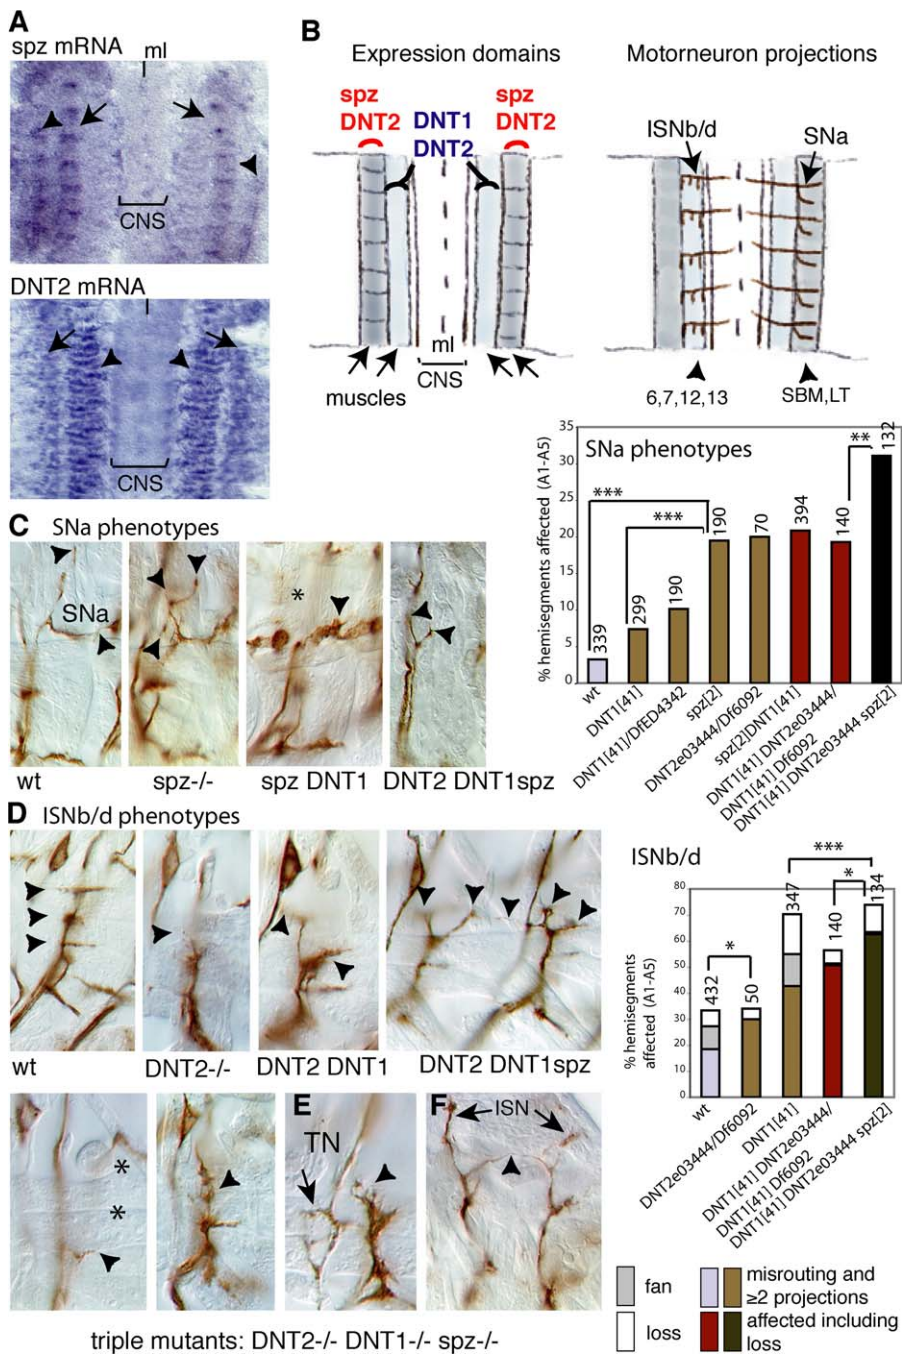 A
spz mRNA
ml
CNS
DNT2 mRNA
CNS
B
Expression domains
Motorneuron projections
spz
DNT2
DNT1
DNT2
spz
DNT2
ISNb/d
SNa
ml
CNS
muscles
6,7,12,13
SBM,LT
SNa phenotypes
% hemisegments affected (A1-A5)
35
30
25
20
15
10
5
0
339
299
190
190
70
394
140
132
***
***
**
wt
DNT1[41]
DNT1[41]/DfED4342
spz[2]
DNT2e03444/Df6092
spz[2]DNT1[41]
DNT1[41] DNT2e03444/
DNT1[41] Df6092
DNT1[41] DNT2e03444 spz[2]
C SNa phenotypes
SNa
*
wt
spz-/-
spz DNT1
DNT2 DNT1spz
D ISNb/d phenotypes
wt
DNT2-/-
DNT2 DNT1
DNT2 DNT1spz
*
*
E
TN
F
ISN
triple mutants: DNT2-/- DNT1-/- spz-/-
ISNb/d
% hemisegments
affected (A1-A5)
80
70
60
50
40
30
20
10
0
432
50
347
140
134
*
***
*
wt
DNT2e03444/Df6092
DNT1[41]
DNT1[41] DNT2e03444/
DNT1[41] Df6092
DNT1[41] DNT2e03444 spz[2]
fan
loss
misrouting and
≥2 projections
affected including
loss